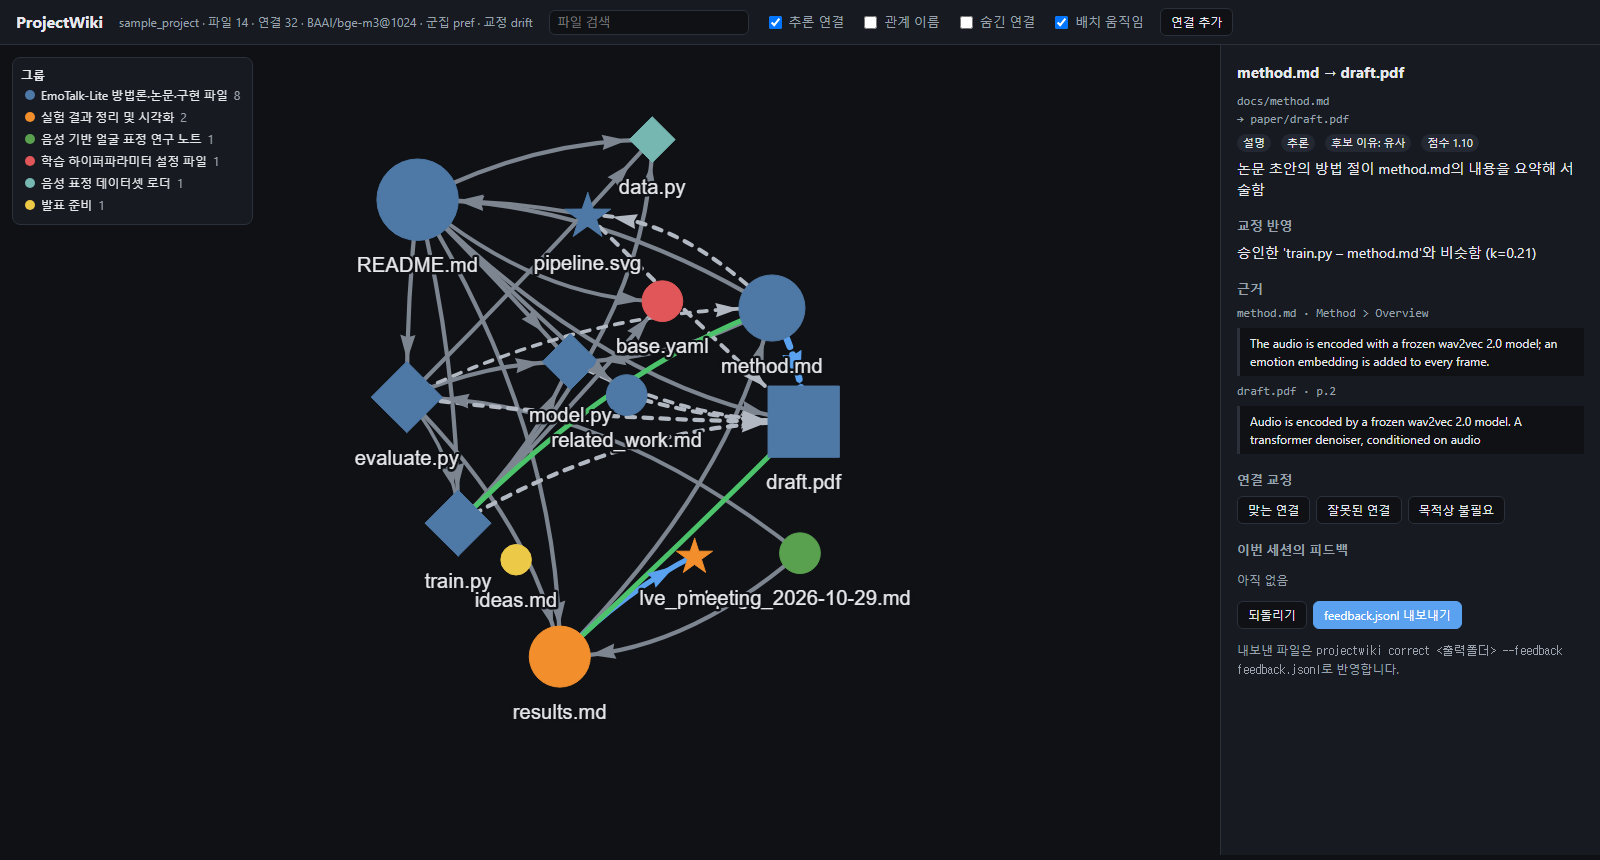 ProjectWiki
sample_project · 파일 14 · 연결 32 · BAAI/bge-m3@1024 · 군집 pref · 교정 drift
파일 검색
추론 연결
관계 이름
숨긴 연결
배치 움직임
연결 추가
그룹
EmoTalk-Lite 방법론·논문·구현 파일 8
실험 결과 정리 및 시각화 2
음성 기반 얼굴 표정 연구 노트 1
학습 하이퍼파라미터 설정 파일 1
음성 표정 데이터셋 로더 1
발표 준비 1
data.py
README.md
pipeline.svg
base.yaml
method.md
model.py
related_work.md
evaluate.py
draft.pdf
train.py
ideas.md
meeting_2026-10-29.md
results.md
method.md → draft.pdf
docs/method.md
→ paper/draft.pdf
설명
추론
후보 이유: 유사
점수 1.10
논문 초안의 방법 절이 method.md의 내용을 요약해 서
술함
교정 반영
승인한 'train.py – method.md'와 비슷함 (k=0.21)
근거
method.md · Method > Overview
The audio is encoded with a frozen wav2vec 2.0 model; an
emotion embedding is added to every frame.
draft.pdf · p.2
Audio is encoded by a frozen wav2vec 2.0 model. A
transformer denoiser, conditioned on audio
연결 교정
맞는 연결
잘못된 연결
목적상 불필요
이번 세션의 피드백
아직 없음
되돌리기
feedback.jsonl 내보내기
내보낸 파일은 projectwiki correct <출력폴더> --feedback
feedback.jsonl로 반영합니다.